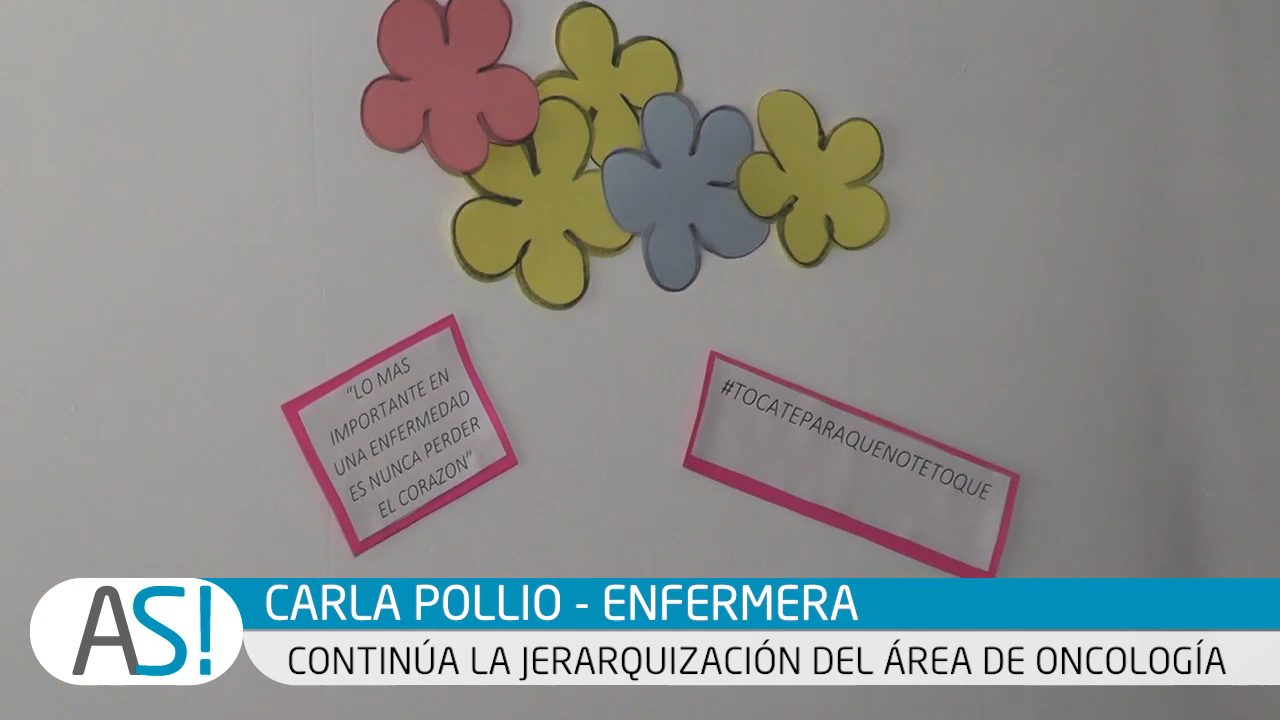 “LO MAS
IMPORTANTE EN
UNA ENFERMEDAD
ES NUNCA PERDER
EL CORAZON”
#TOCATEPARAQUENOTETOQUE
AS!
CARLA POLLIO - ENFERMERA
CONTINÚA LA JERARQUIZACIÓN DEL ÁREA DE ONCOLOGÍA